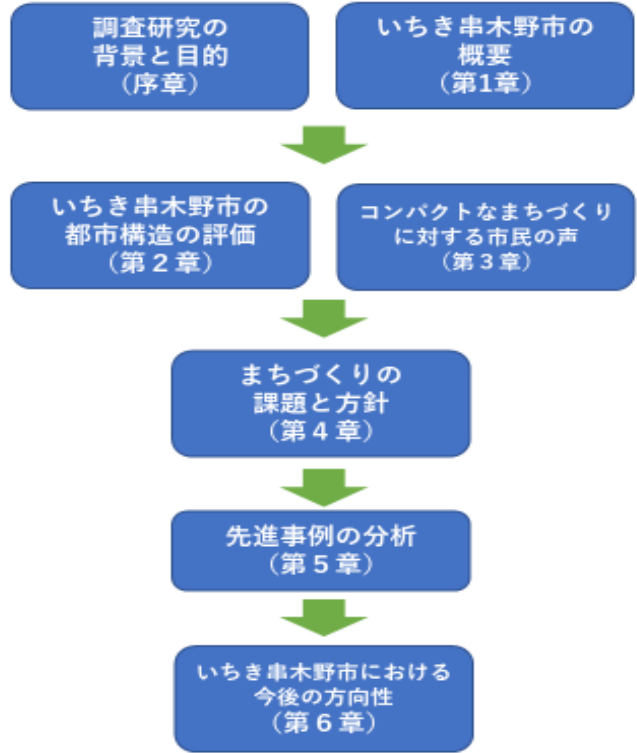 調査研究の
背景と目的
（序章）
いちき串木野市の
概要
（第1章）
いちき串木野市の
都市構造の評価
（第２章）
コンパクトなまちづくり
に対する市民の声
（第３章）
まちづくりの
課題と方針
（第４章）
先進事例の分析
（第５章）
いちき串木野市における
今後の方向性
（第６章）